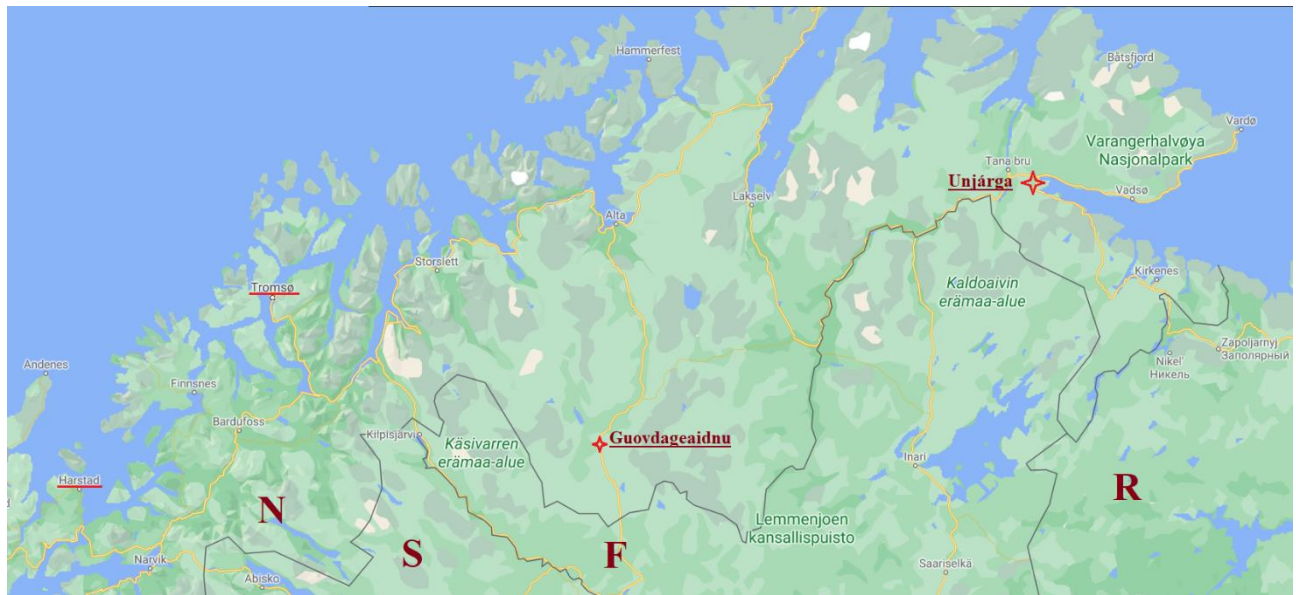 Hammerfest
Båtsfjord
Vardø
Varangerhalvøya
Nasjonalpark
Tana bru
Unjárga
Vadsø
Lakselv
Alta
Storslett
Tromsø
Kirkenes
Kaldoaivin
erämaa-alue
Zapoljarnyj
Заполярный
Nikel'
Никель
Andenes
Finnsnes
Bardufoss
Kilpisjärvi
Käsivarren
erämaa-alue
Guovdageaidnu
Inari
Harstad
d
N
R
Lemmenjoen
kansallispuisto
S
F
Narvik
Abisko
Saariselkä